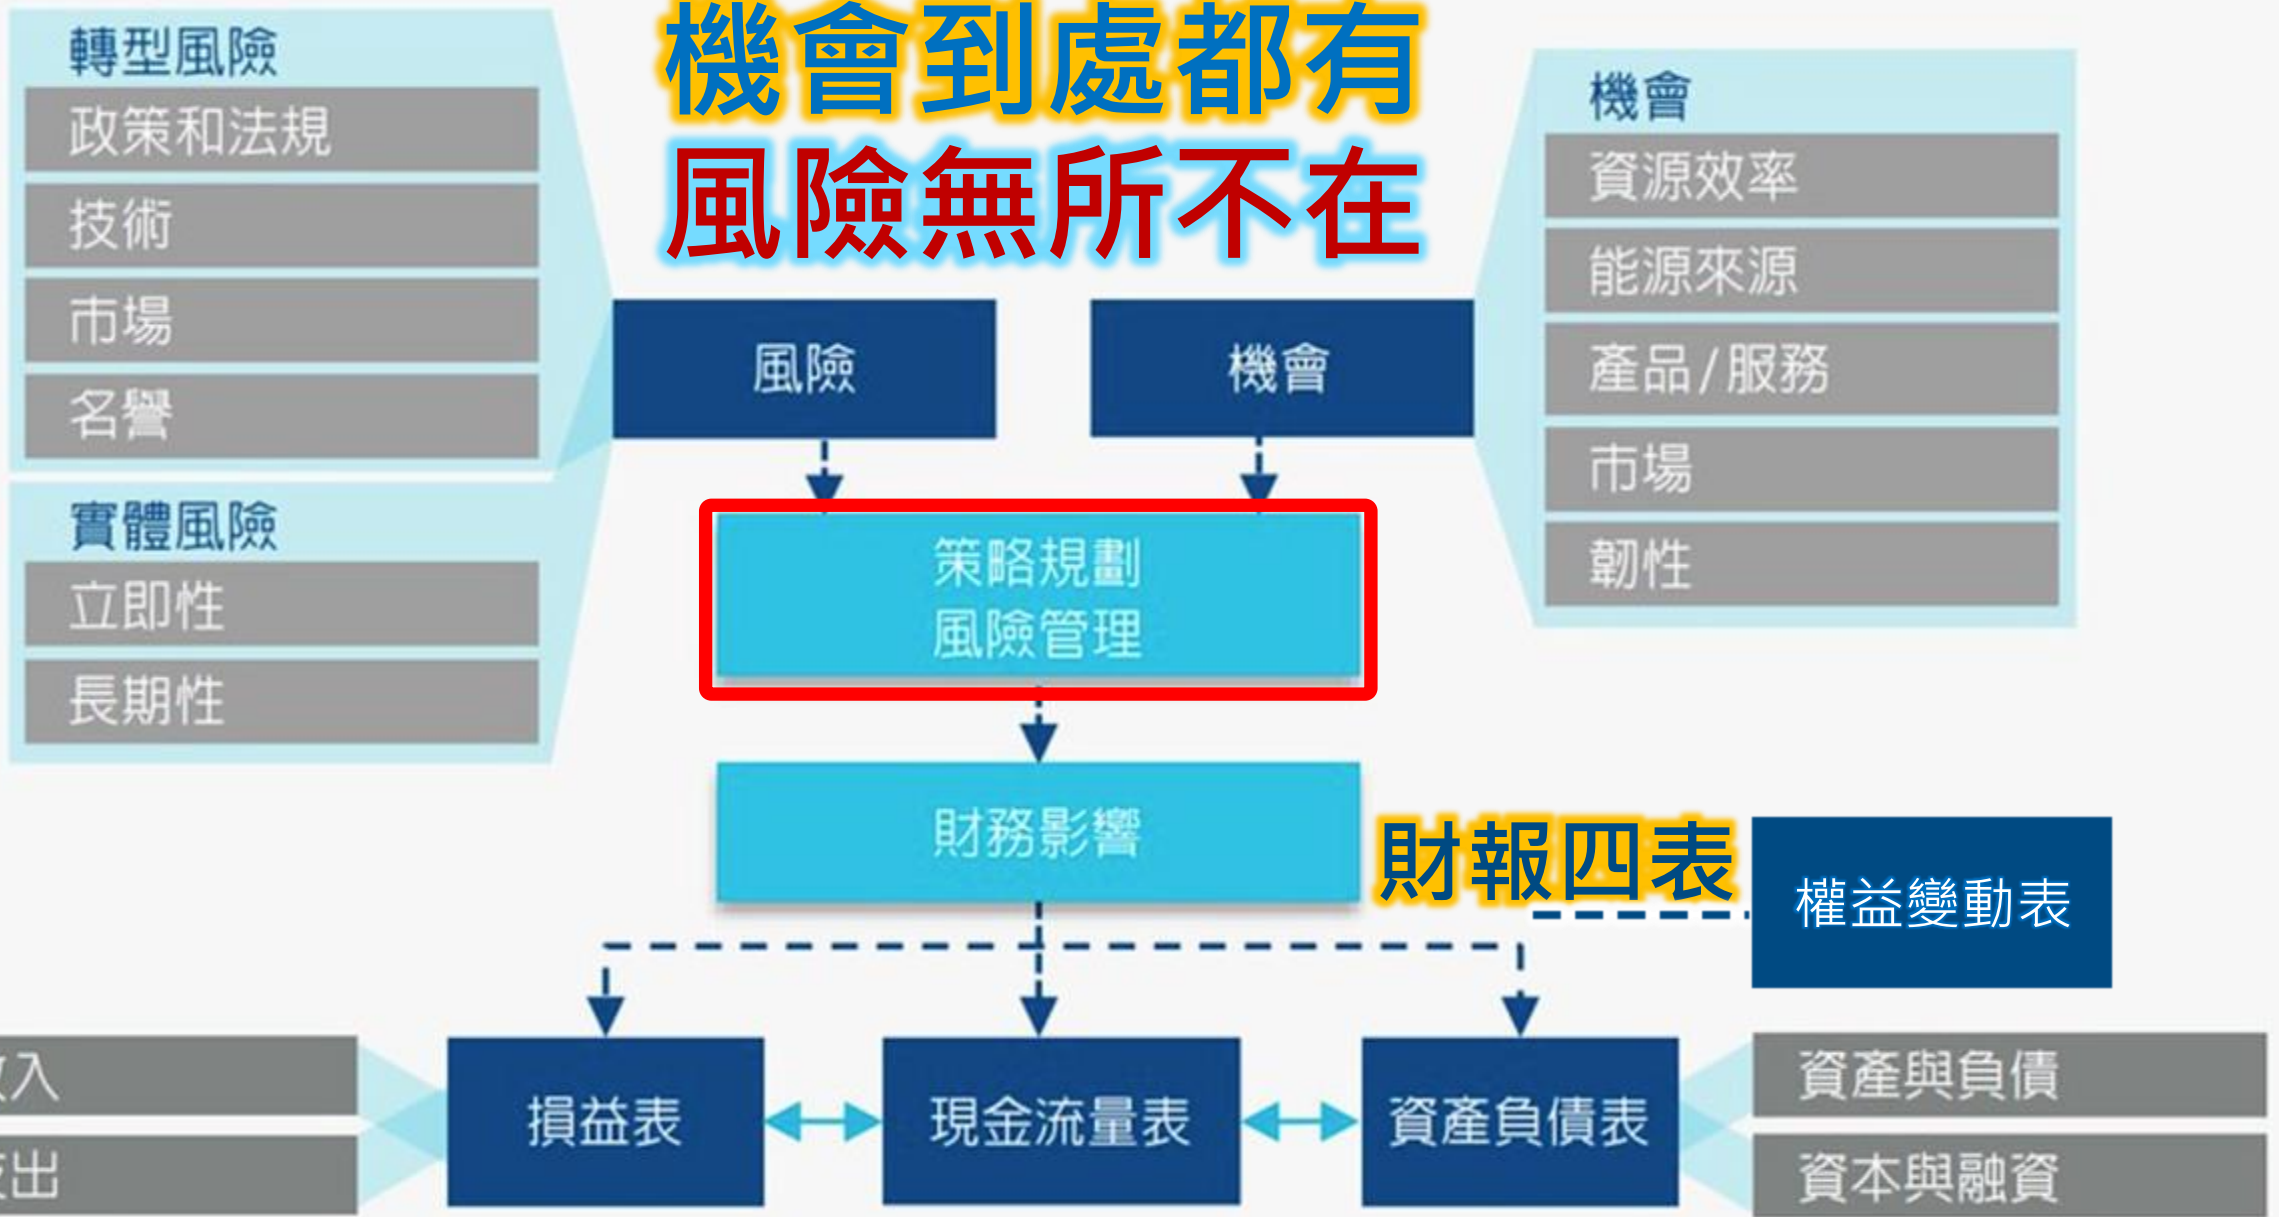 機會到處都有
風險無所不在
轉型風險
政策和法規
技術
市場
名譽
實體風險
立即性
長期性
風險
機會
機會
資源效率
能源來源
產品/服務
市場
韌性
策略規劃
風險管理
財務影響
財報四表
權益變動表
入
出
損益表
現金流量表
資產負債表
資產與負債
資本與融資